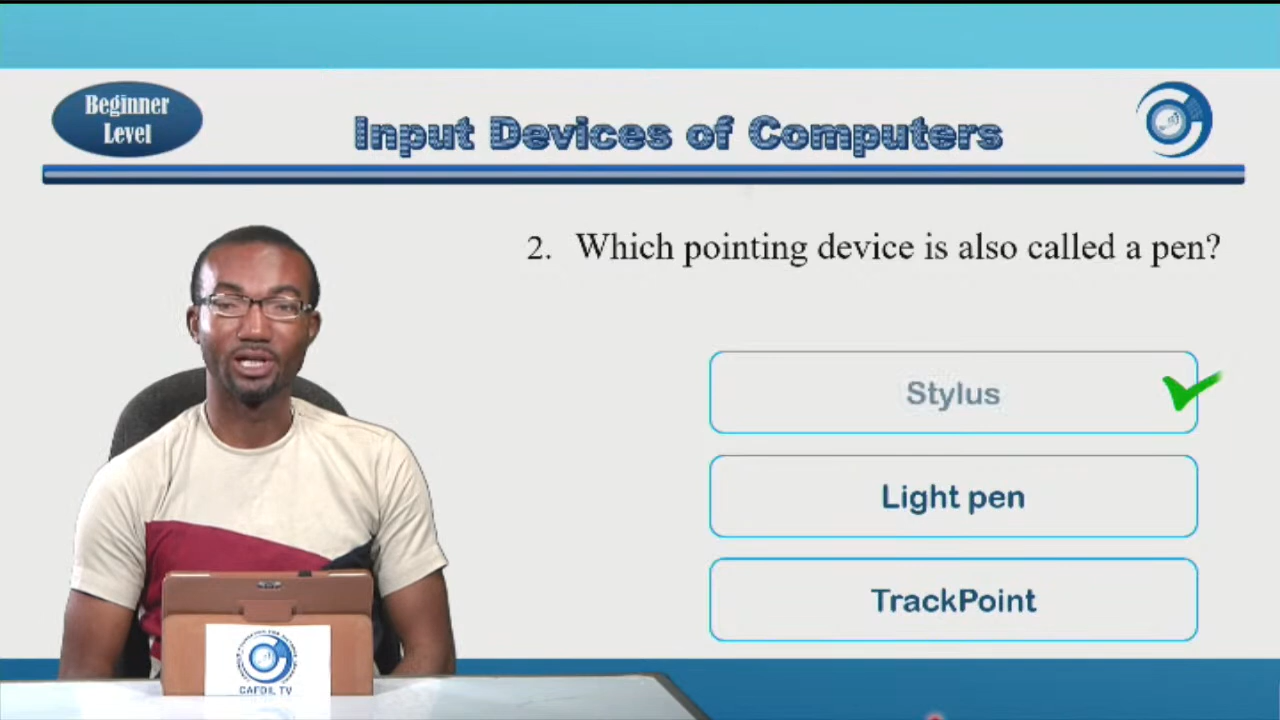 Beginner
Level
Input Devices of Computers
2. Which pointing device is also called a pen?
Stylus
Light pen
TrackPoint
CAFDIL TV